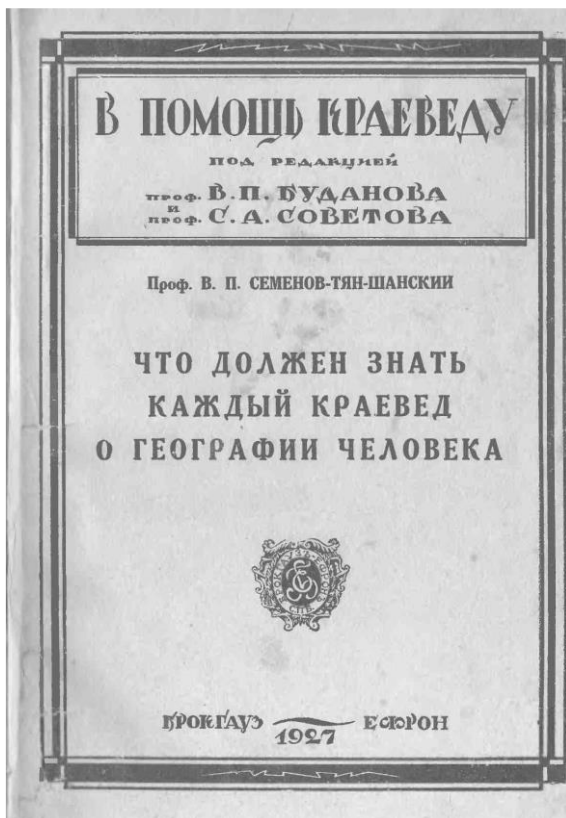 В ПОМОЩЬ КРАЕВЕДУ
ПОД РЕДАКЦИЕЙ
ПРОФ. В. П. БУДАНОВА
И
ПРОФ. С. А. СОВЕТОВА
Проф. В. П. СЕМЕНОВ-ТЯН-ШАНСКИИ
ЧТО ДОЛЖЕН ЗНАТЬ
КАЖДЫЙ КРАЕВЕД
О ГЕОГРАФИИ ЧЕЛОВЕКА
БРОКГАУЗ ЕФРОН
1927